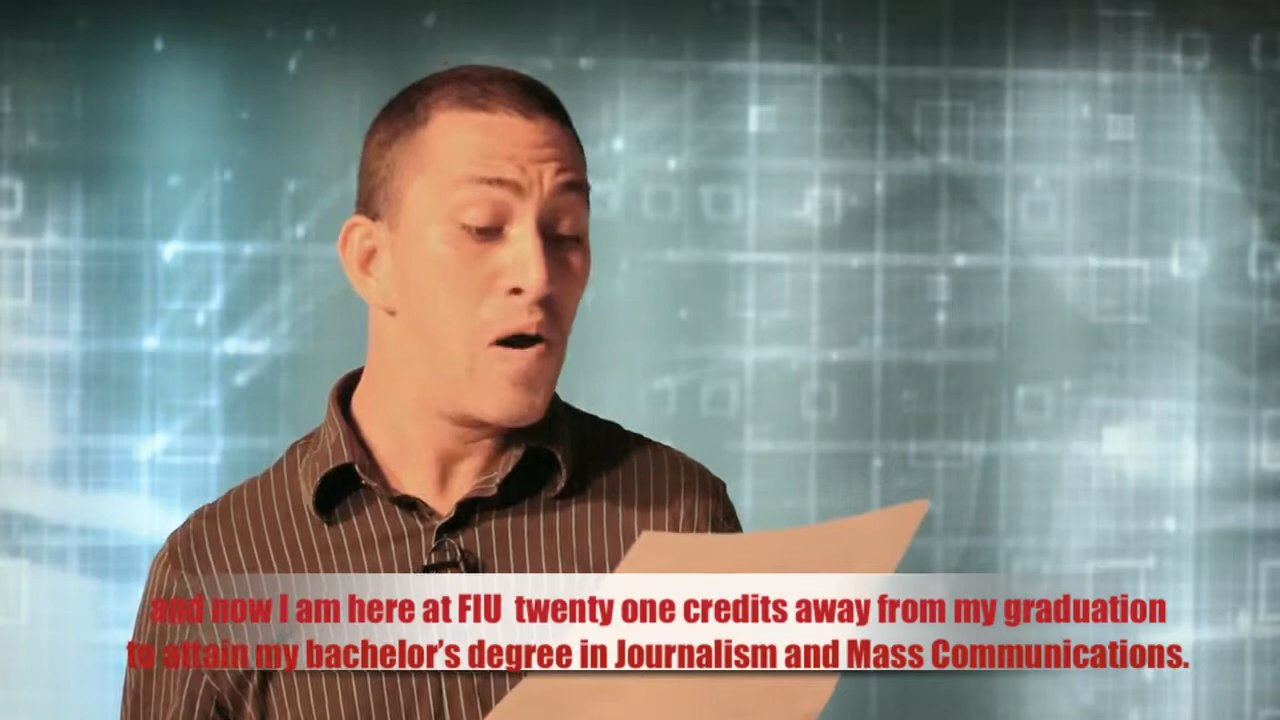 and now I am here at FIU twenty one credits away from my graduation
to attain my bachelor's degree in Journalism and Mass Communications.